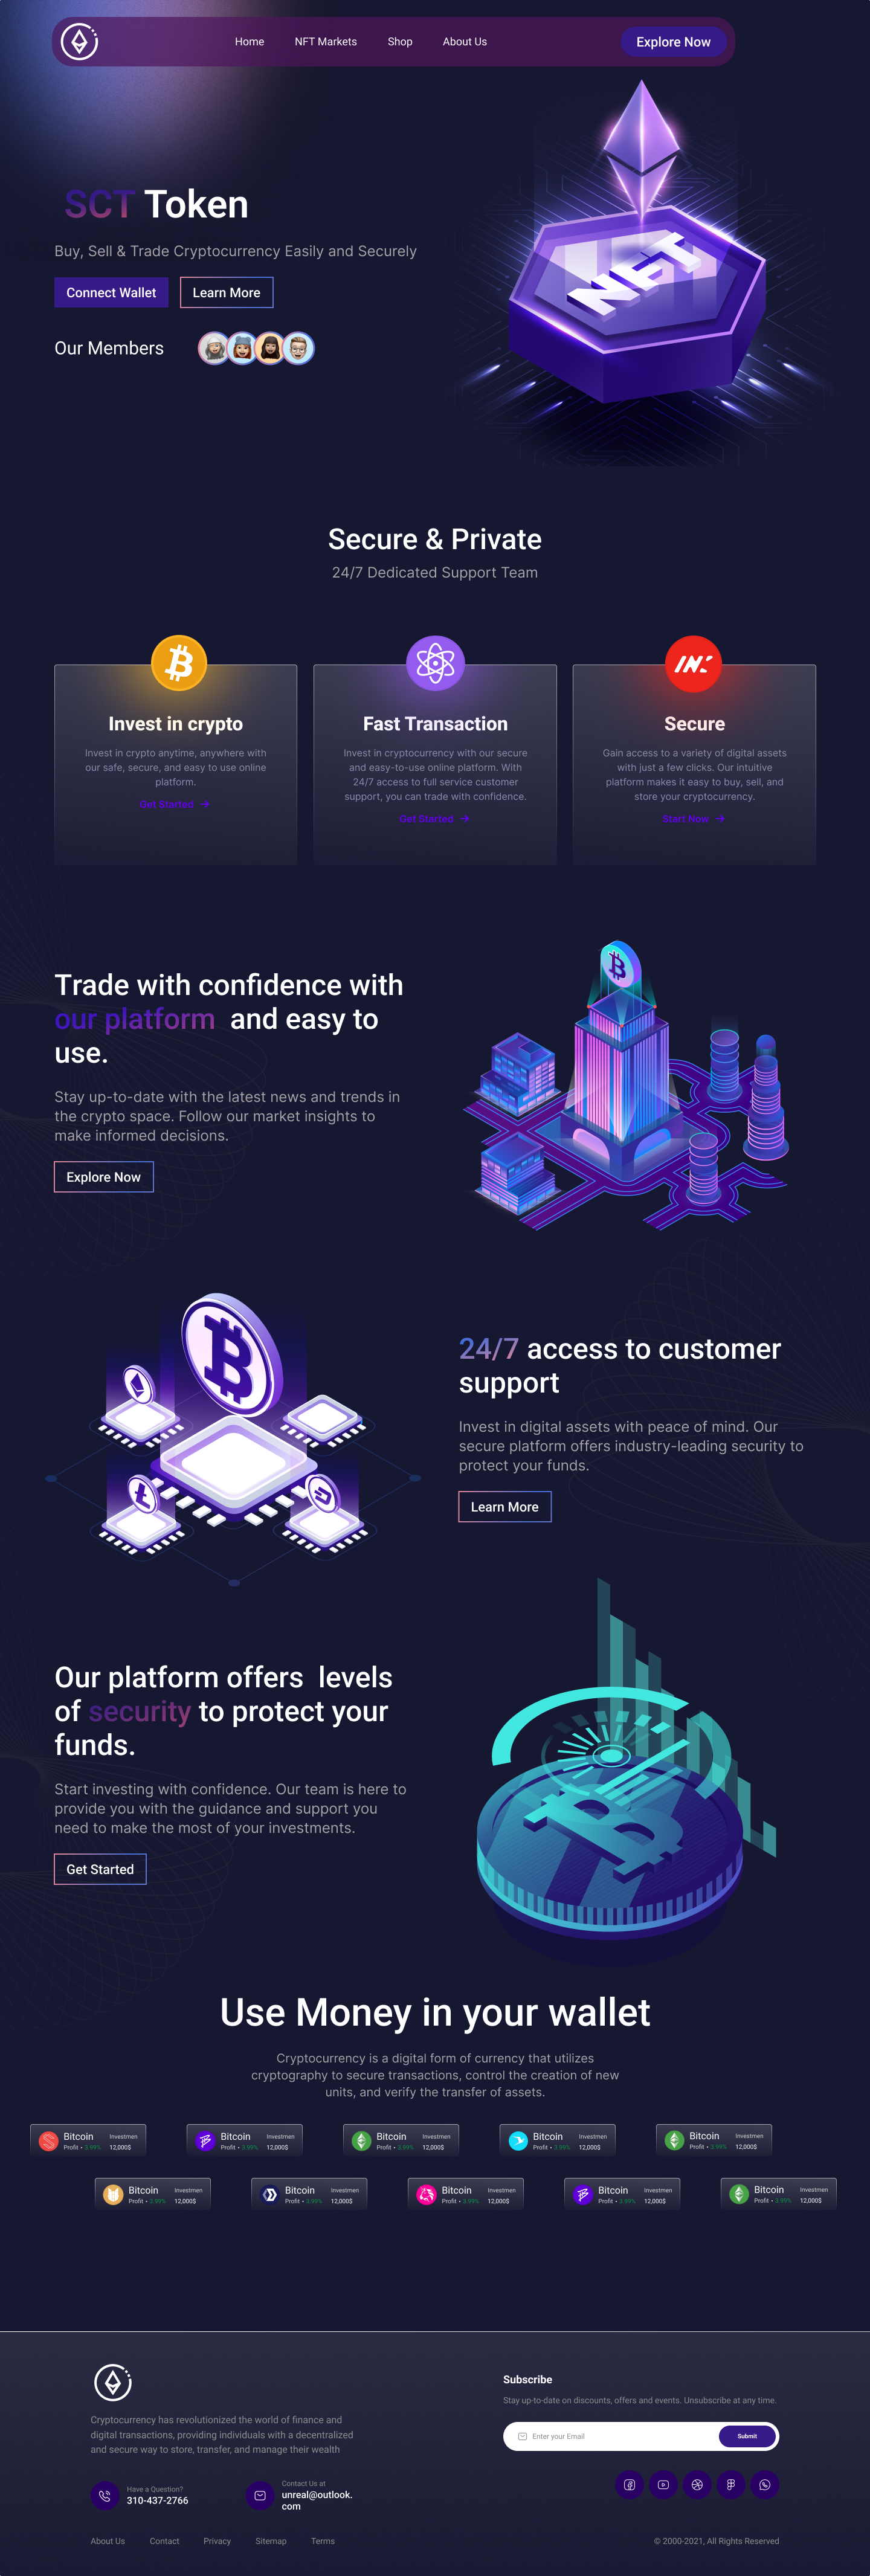 Home NFT Markets Shop About Us Explore Now
SCT Token
Buy, Sell & Trade Cryptocurrency Easily and Securely
Connect Wallet Learn More
Our Members
NFT
Secure & Private
24/7 Dedicated Support Team
Invest in crypto
Invest in crypto anytime, anywhere with
our safe, secure, and easy to use online
platform.
Get Started
Fast Transaction
Invest in cryptocurrency with our secure
and easy-to-use online platform. With
24/7 access to full service customer
support, you can trade with confidence.
Get Started
Secure
Gain access to a variety of digital assets
with just a few clicks. Our intuitive
platform makes it easy to buy, sell, and
store your cryptocurrency.
Start Now
Trade with confidence with
our platform and easy to
use.
Stay up-to-date with the latest news and trends in
the crypto space. Follow our market insights to
make informed decisions.
Explore Now
24/7 access to customer
support
Invest in digital assets with peace of mind. Our
secure platform offers industry-leading security to
protect your funds.
Learn More
Our platform offers levels
of security to protect your
funds.
Start investing with confidence. Our team is here to
provide you with the guidance and support you
need to make the most of your investments.
Get Started
Use Money in your wallet
Cryptocurrency is a digital form of currency that utilizes
cryptography to secure transactions, control the creation of new
units, and verify the transfer of assets.
Bitcoin Investmen
Profit • 3.99% 12,000$
Bitcoin Investmen
Profit • 3.99% 12,000$
Bitcoin Investmen
Profit • 3.99% 12,000$
Bitcoin Investmen
Profit • 3.99% 12,000$
Bitcoin Investmen
Profit • 3.99% 12,000$
Bitcoin Investmen
Profit • 3.99% 12,000$
Bitcoin Investmen
Profit • 3.99% 12,000$
Bitcoin Investmen
Profit • 3.99% 12,000$
Bitcoin Investmen
Profit • 3.99% 12,000$
Bitcoin Investmen
Profit • 3.99% 12,000$
Cryptocurrency has revolutionized the world of finance and
digital transactions, providing individuals with a decentralized
and secure way to store, transfer, and manage their wealth
Have a Question?
310-437-2766
Contact Us at
unreal@outlook.
com
Subscribe
Stay up-to-date on discounts, offers and events. Unsubscribe at any time.
Enter your Email Submit
About Us Contact Privacy Sitemap Terms
© 2000-2021, All Rights Reserved